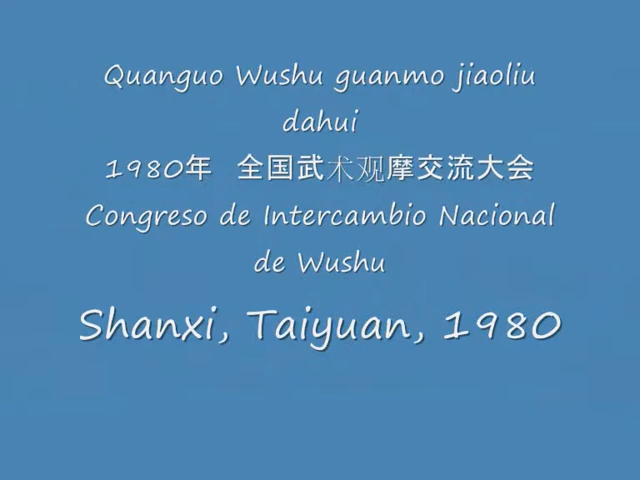 Quanguo Wushu guanmo jiaoliu
dahui
1980年 全国武术观摩交流大会
Congreso de Intercambio Nacional
de Wushu
Shanxi, Taiyuan, 1980